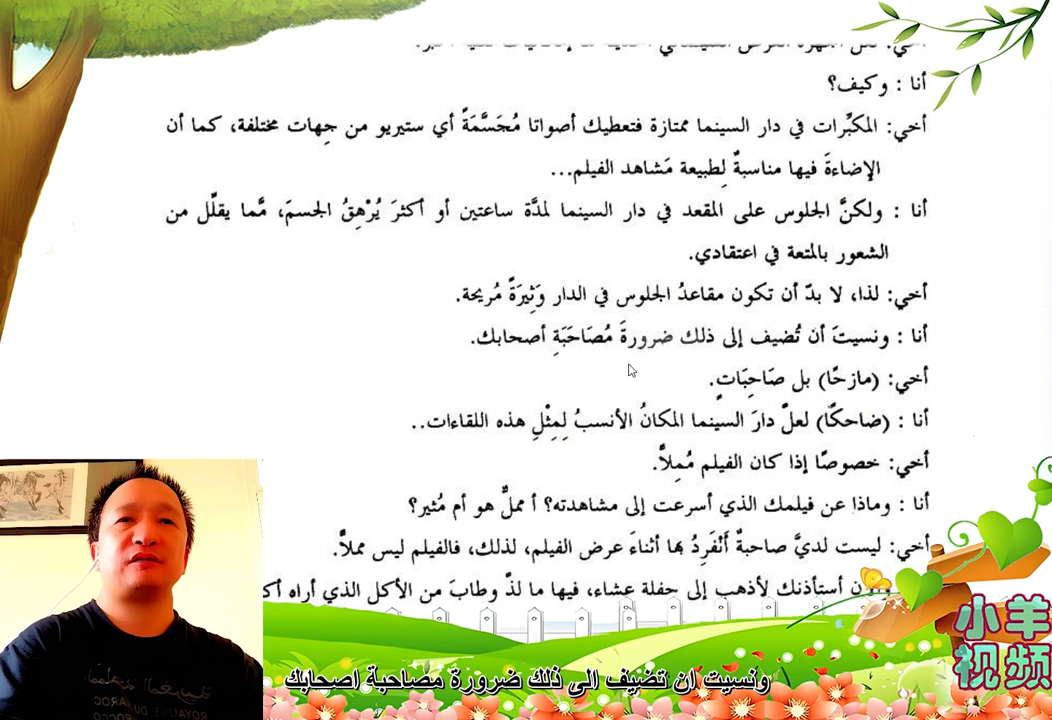 أنا : وكيف؟
أخي: المكبِّرات في دار السينما ممتازة فتعطيك أصواتا مُجَسَّمَةً أي ستيريو من جِهات مختلفة، كما أن
الإضاءةَ فيها مناسبةٌ لِطبيعة مَشاهد الفيلم...
أنا : ولكنَّ الجلوس على المقعد في دار السينما لمدَّة ساعتين أو أكثرَ يُرْهِقُ الجسمَ، ممَّا يقلِّل من
الشعور بالمتعة في اعتقادي.
أخي: لذا، لا بدّ أن تكون مقاعدُ الجلوس في الدار وَثِيرَةً مُريحة.
أنا : ونسيتَ أن تُضيف إلى ذلك ضرورةَ مُصَاحَبَةِ أصحابك.
أخي: (مازحًا) بل صَاحِبَاتٍ.
أنا : (ضاحكًا) لعلّ دارَ السينما المكانُ الأنسبُ لِمِثْلِ هذه اللقاءات..
أخي: خصوصًا إذا كان الفيلم مُمِلاًّ.
أنا : وماذا عن فيلمك الذي أسرعت إلى مشاهدته؟ أ مملٌّ هو أم مُثير؟
أخي: ليست لديَّ صاحبةٌ أَنْفَرِدُ بها أثناءَ عرض الفيلم، لذلك، فالفيلم ليس مملاًّ.
أستأذنك لأذهب إلى حفلة عشاء، فيها ما لذّ وطابَ من الأكل الذي أراه
ونسيت ان تضيف الى ذلك ضرورة مصاحبة اصحابك
小羊
视频